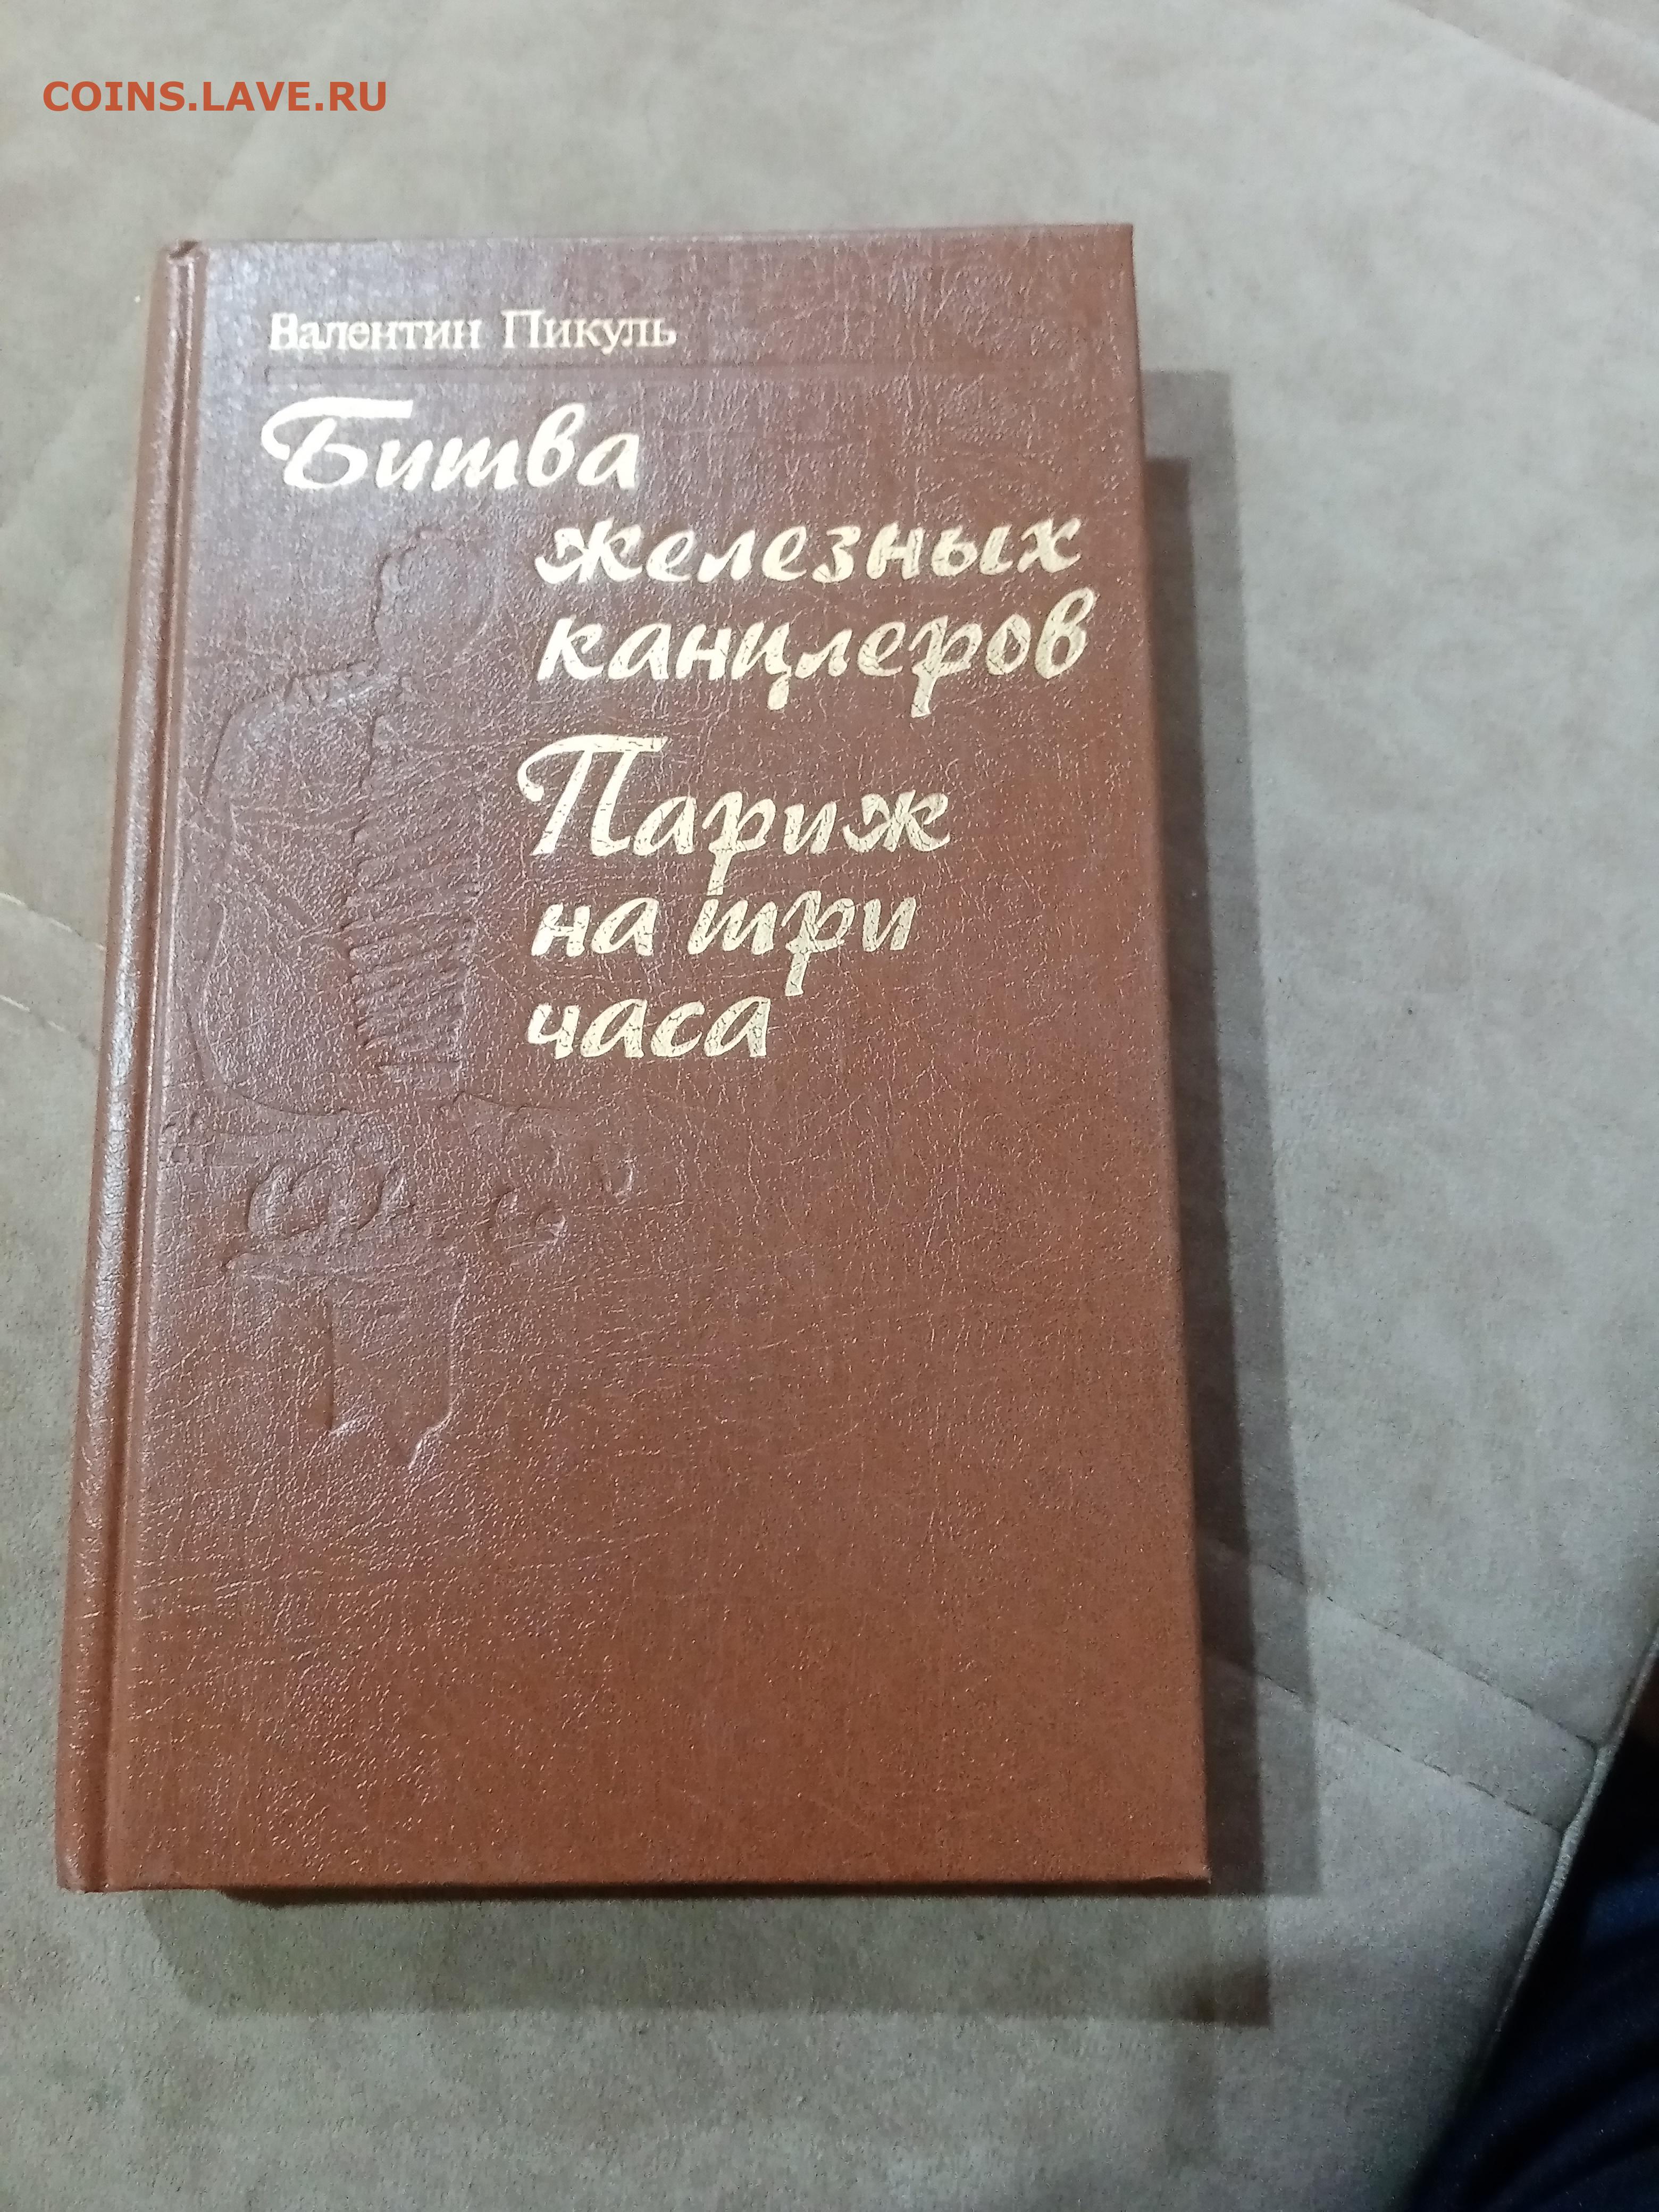 COINS.LAVE.RU
Валентин Пикуль
Битва
железных
канцлеров
Париж
на три
часа